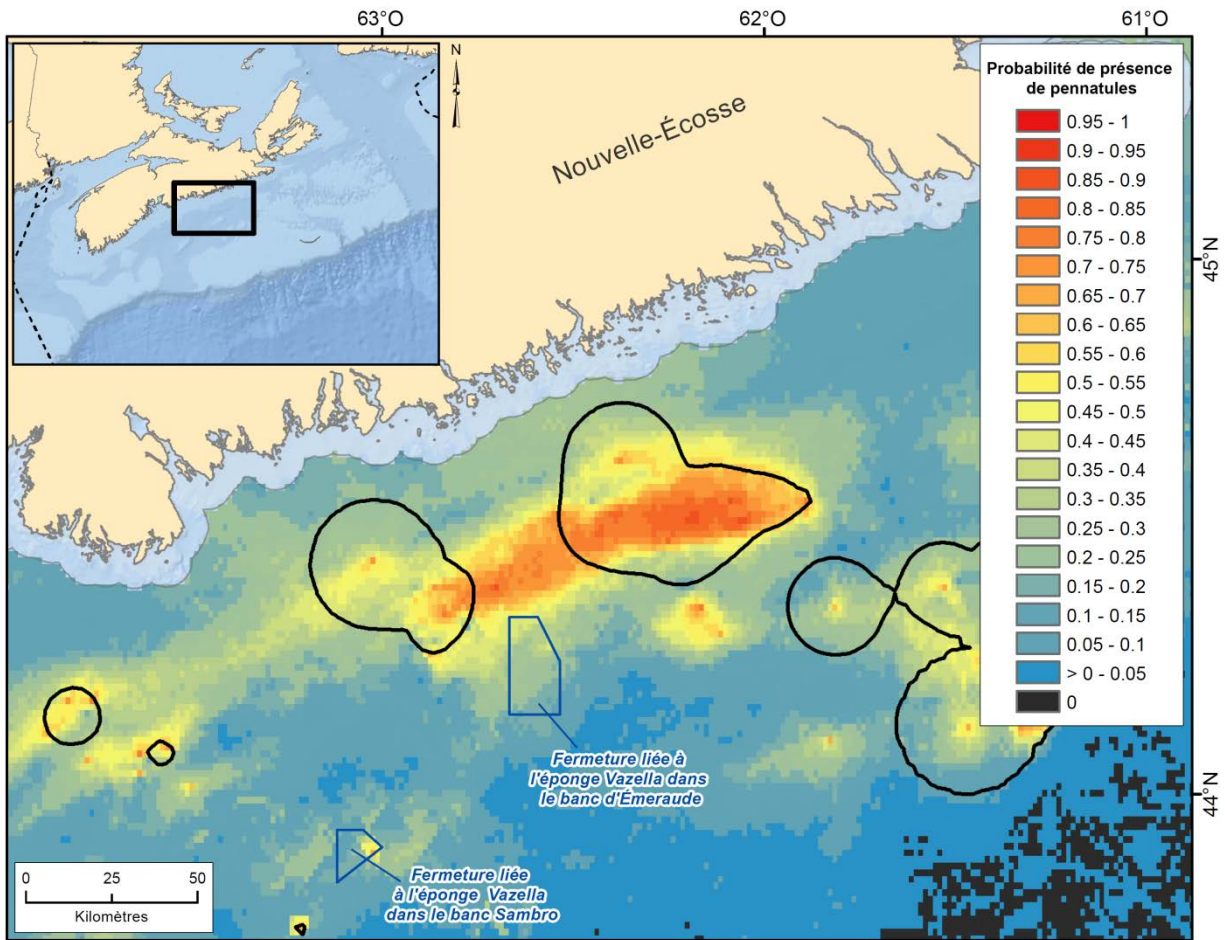 63°O
62°O
61°O
N
Nouvelle-Écosse
Probabilité de présence
de pennatules
0.95 - 1
0.9 - 0.95
0.85 - 0.9
0.8 - 0.85
0.75 - 0.8
0.7 - 0.75
0.65 - 0.7
0.6 - 0.65
0.55 - 0.6
0.5 - 0.55
0.45 - 0.5
0.4 - 0.45
0.35 - 0.4
0.3 - 0.35
0.25 - 0.3
0.2 - 0.25
0.15 - 0.2
0.1 - 0.15
0.05 - 0.1
> 0 - 0.05
0
45°N
44°N
Fermeture liée à
l'éponge Vazella dans
le banc d'Émeraude
Fermeture liée
à l'éponge Vazella
dans le banc Sambro
0 25 50
Kilomètres